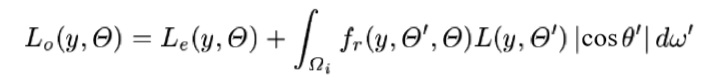 L_o(y, Θ) = L_e(y, Θ) + ∫_{Ω_i} f_r(y, Θ′, Θ)L(y, Θ′) |cos θ′| dω′